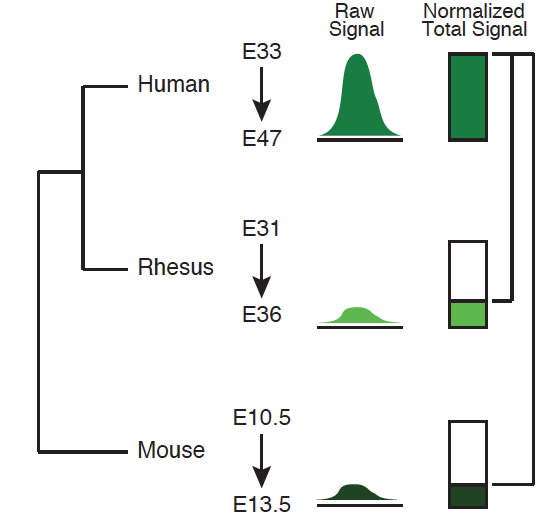 Raw
Signal
Normalized
Total Signal
E33
Human
E47
E31
Rhesus
E36
E10.5
Mouse
E13.5